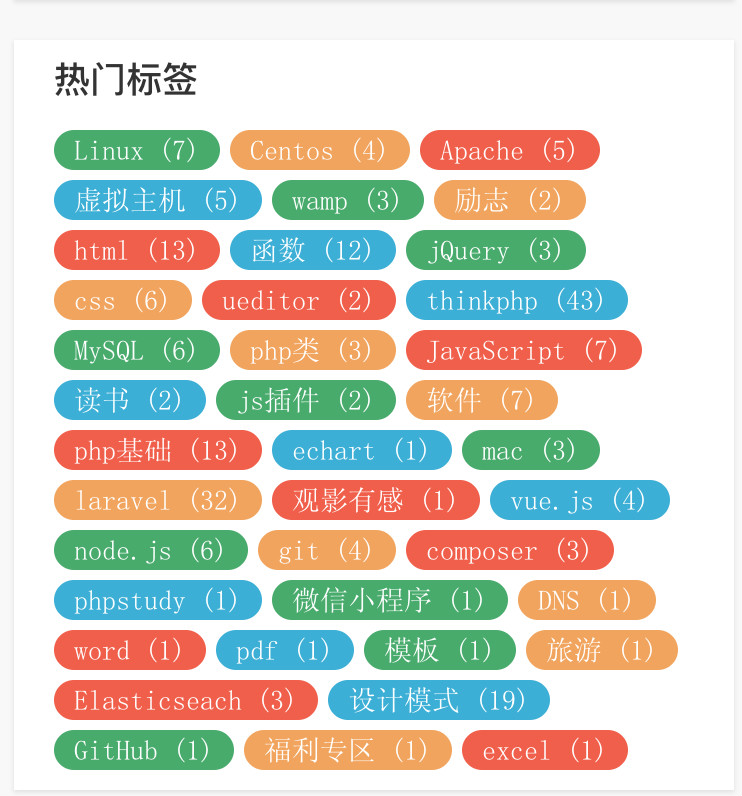 热门标签
Linux (7) Centos (4) Apache (5)
虚拟主机 (5) wamp (3) 励志 (2)
html (13) 函数 (12) jQuery (3)
css (6) ueditor (2) thinkphp (43)
MySQL (6) php类 (3) JavaScript (7)
读书 (2) js插件 (2) 软件 (7)
php基础 (13) echart (1) mac (3)
laravel (32) 观影有感 (1) vue.js (4)
node.js (6) git (4) composer (3)
phpstudy (1) 微信小程序 (1) DNS (1)
word (1) pdf (1) 模板 (1) 旅游 (1)
Elasticseach (3) 设计模式 (19)
GitHub (1) 福利专区 (1) excel (1)